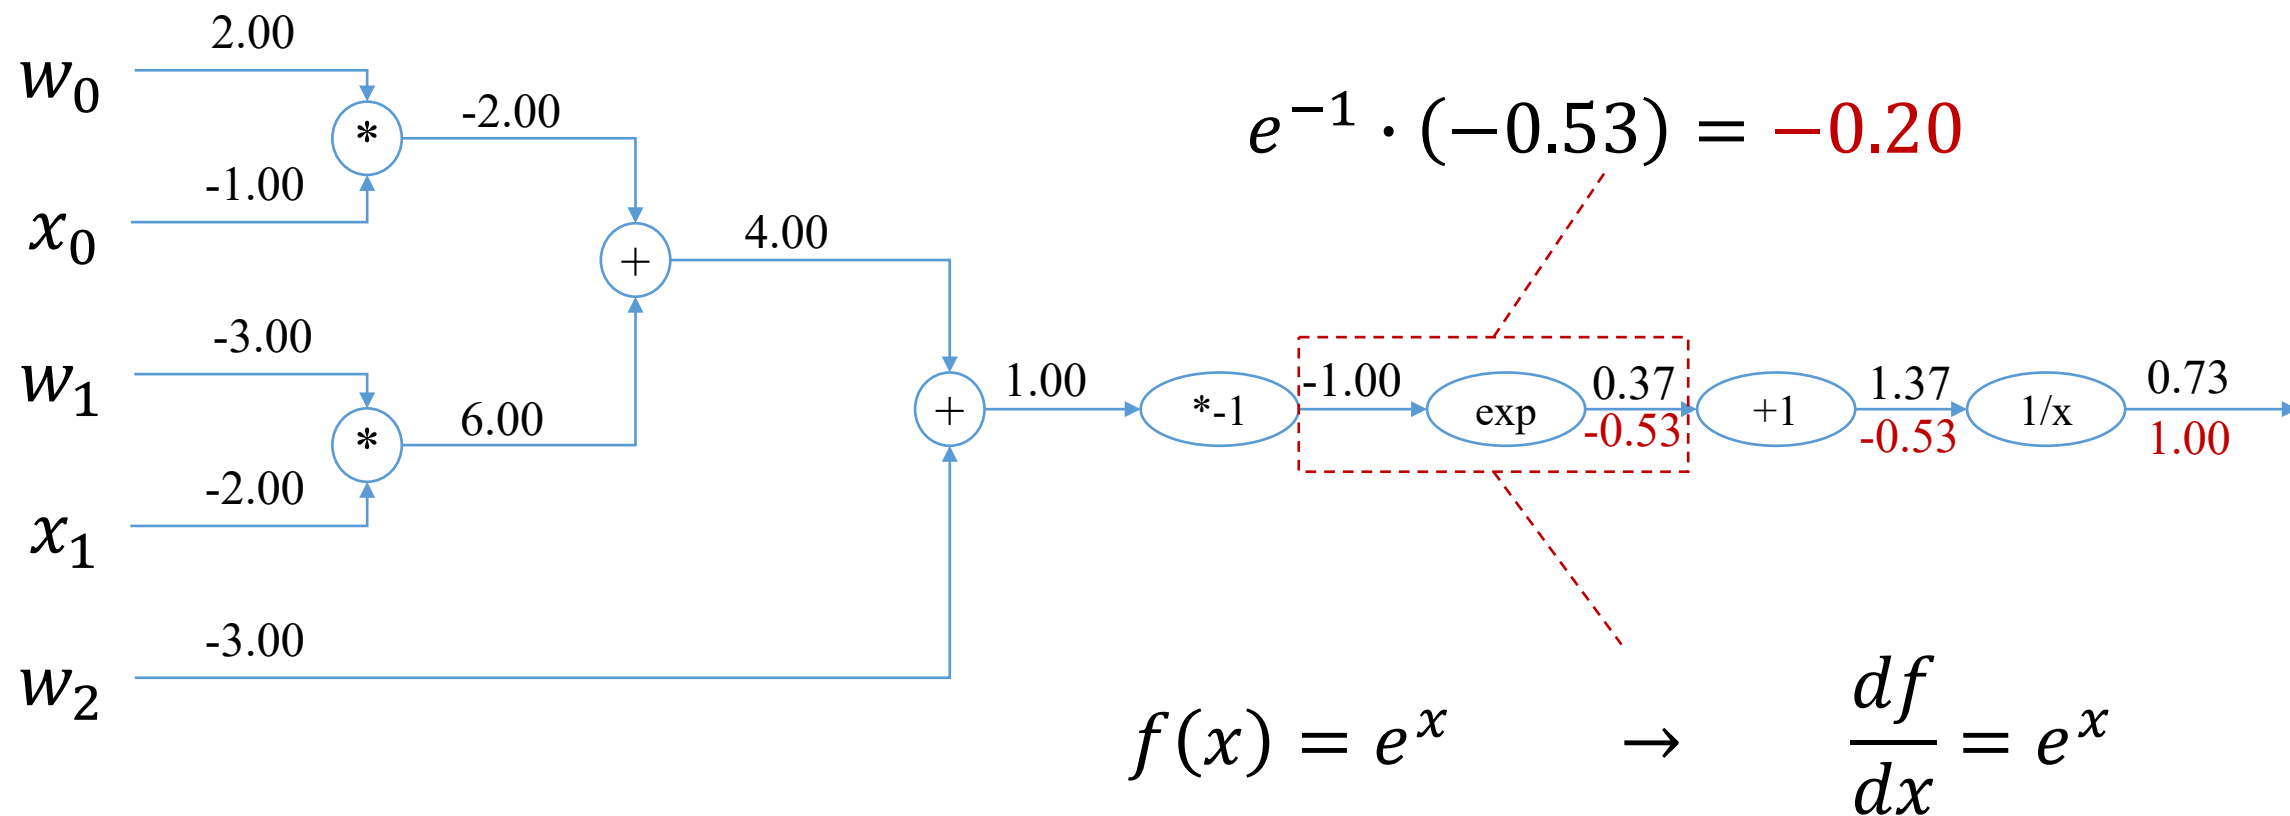 2.00
w₀
-2.00
e⁻¹ · (−0.53) = −0.20
*
-1.00
x₀
4.00
+
-3.00
w₁
6.00
*
1.00
+
*-1
-1.00
exp
0.37
-0.53
+1
1.37
-0.53
1/x
0.73
1.00
-2.00
x₁
-3.00
w₂
f(x) = eˣ → df/dx = eˣ